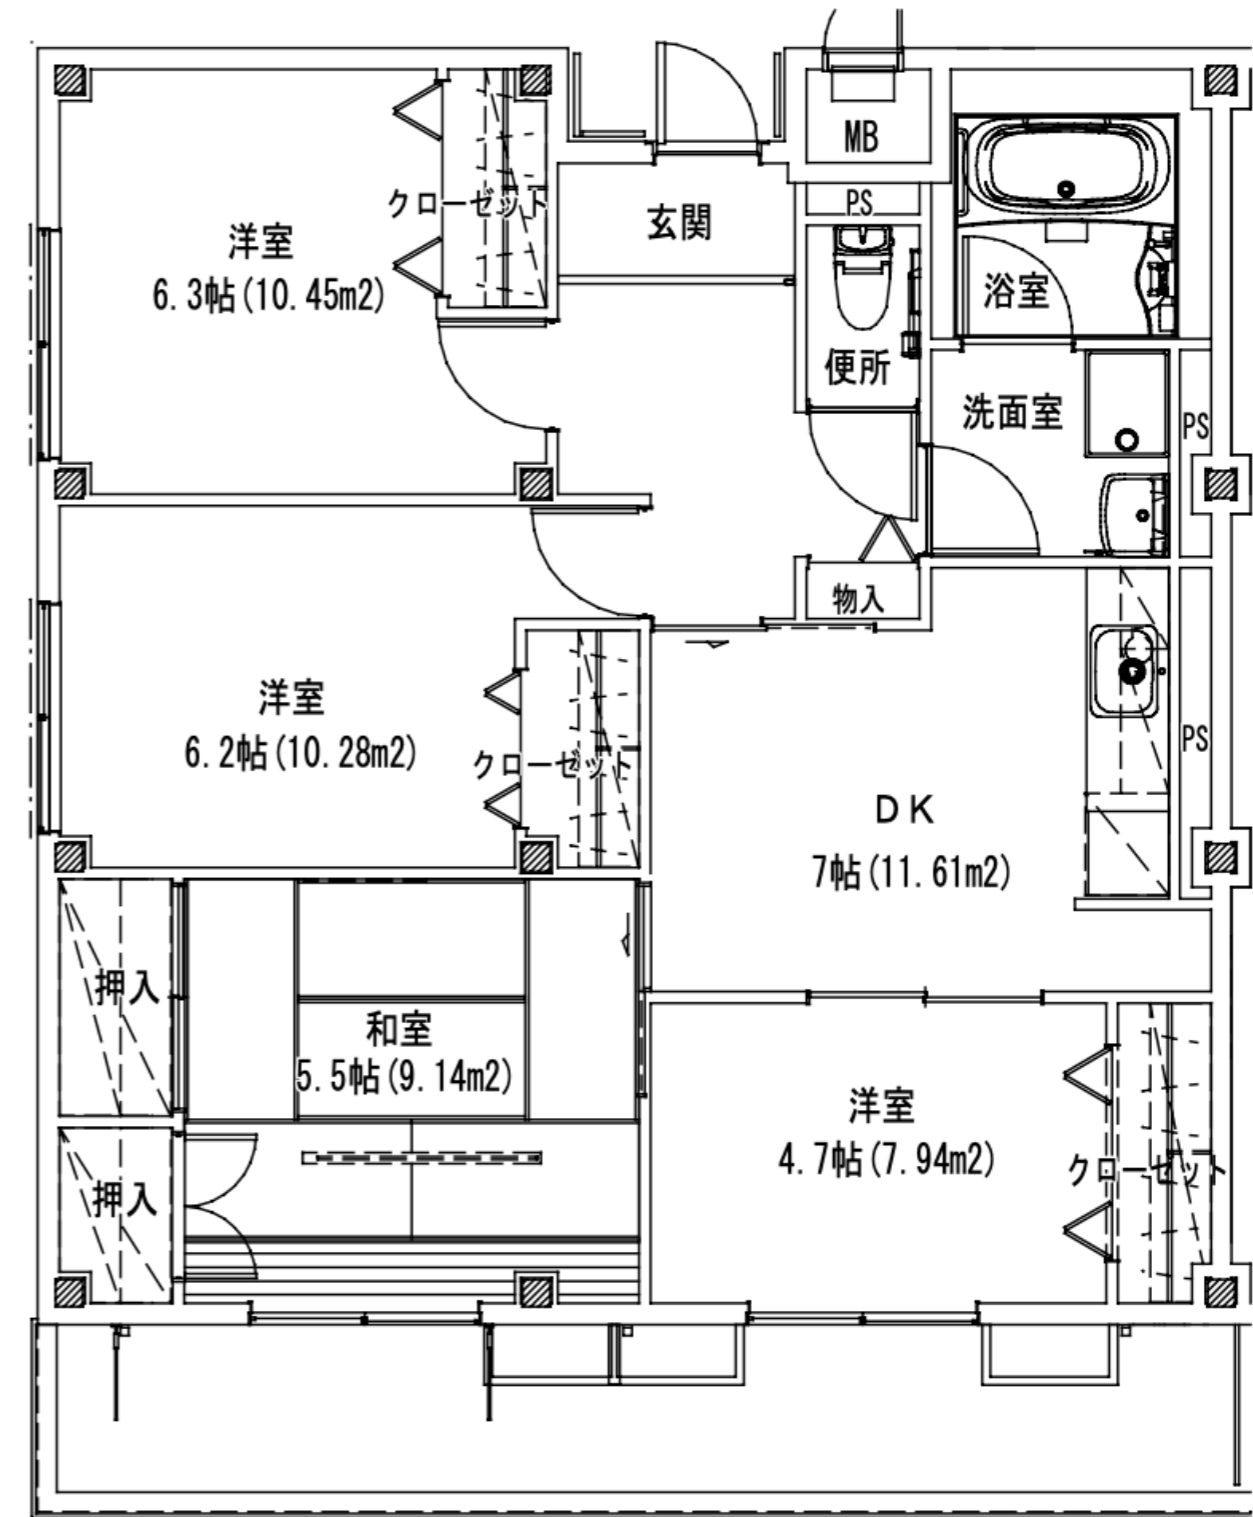 MB
クローゼット
PS
玄関
洋室
6.3帖(10.45m2)
浴室
便所
洗面室
PS
物入
洋室
6.2帖(10.28m2)
クローゼット
PS
DK
7帖(11.61m2)
押入
和室
5.5帖(9.14m2)
洋室
4.7帖(7.94m2)
クローゼット
押入